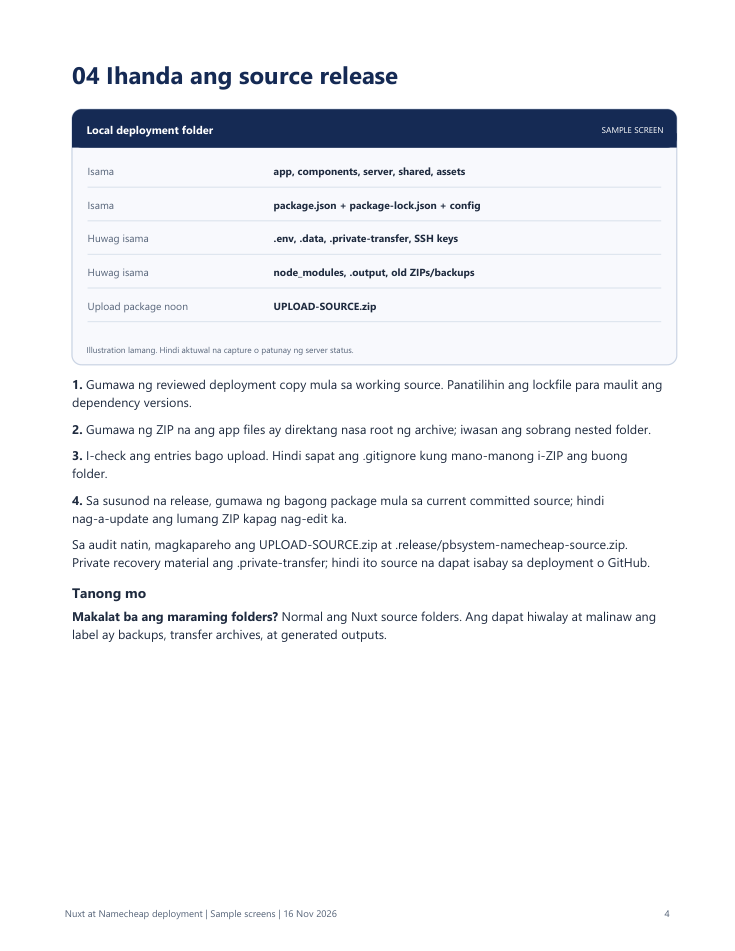 04 Ihanda ang source release
Local deployment folder SAMPLE SCREEN
Isama app, components, server, shared, assets
Isama package.json + package-lock.json + config
Huwag isama .env, .data, .private-transfer, SSH keys
Huwag isama node_modules, .output, old ZIPs/backups
Upload package noon UPLOAD-SOURCE.zip
Illustration lamang. Hindi aktuwal na capture o patunay ng server status.
1. Gumawa ng reviewed deployment copy mula sa working source. Panatilihin ang lockfile para maulit ang
dependency versions.
2. Gumawa ng ZIP na ang app files ay direktang nasa root ng archive; iwasan ang sobrang nested folder.
3. I-check ang entries bago upload. Hindi sapat ang .gitignore kung mano-manong i-ZIP ang buong
folder.
4. Sa susunod na release, gumawa ng bagong package mula sa current committed source; hindi
nag-a-update ang lumang ZIP kapag nag-edit ka.
Sa audit natin, magkapareho ang UPLOAD-SOURCE.zip at .release/pbsystem-namecheap-source.zip.
Private recovery material ang .private-transfer; hindi ito source na dapat isabay sa deployment o GitHub.
Tanong mo
Makalat ba ang maraming folders? Normal ang Nuxt source folders. Ang dapat hiwalay at malinaw ang
label ay backups, transfer archives, at generated outputs.
Nuxt at Namecheap deployment | Sample screens | 16 Nov 2026 4